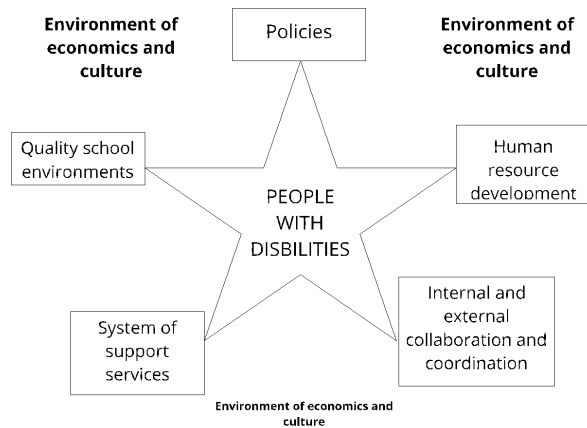 Environment of
economics and
culture
Policies
Environment of
economics and
culture
Quality school
environments
Human
resource
development
PEOPLE
WITH
DISBILITIES
System of
support
services
Internal and
external
collaboration and
coordination
Environment of economics and
culture